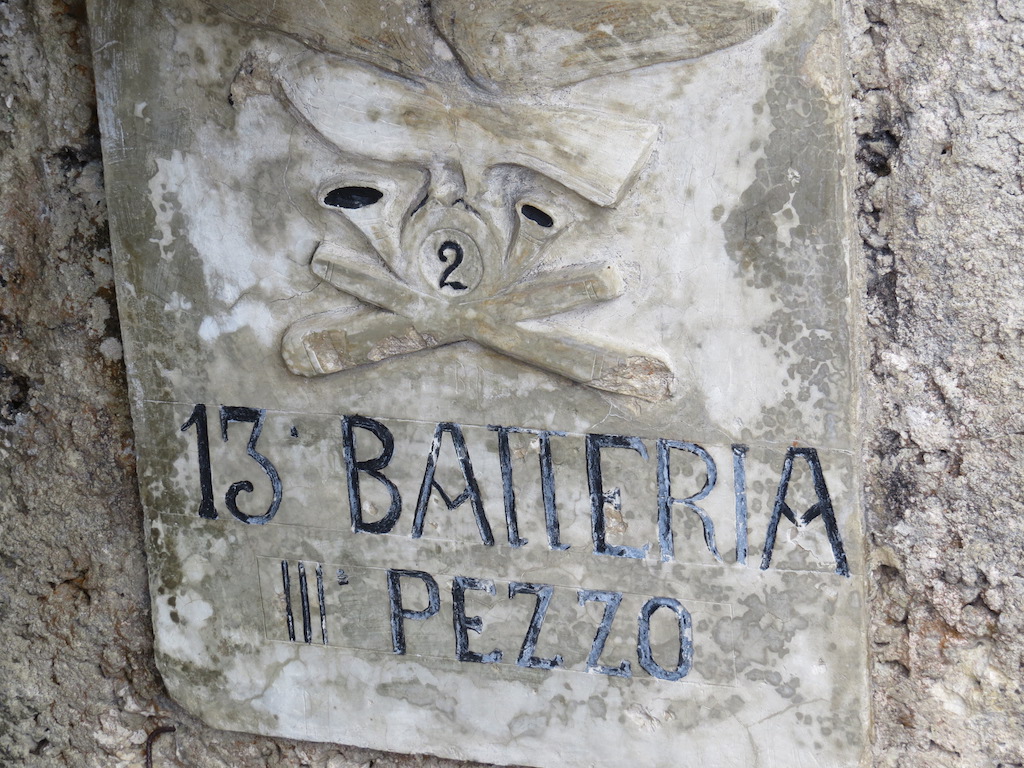 2
13ª BATTERIA
IIIº PEZZO